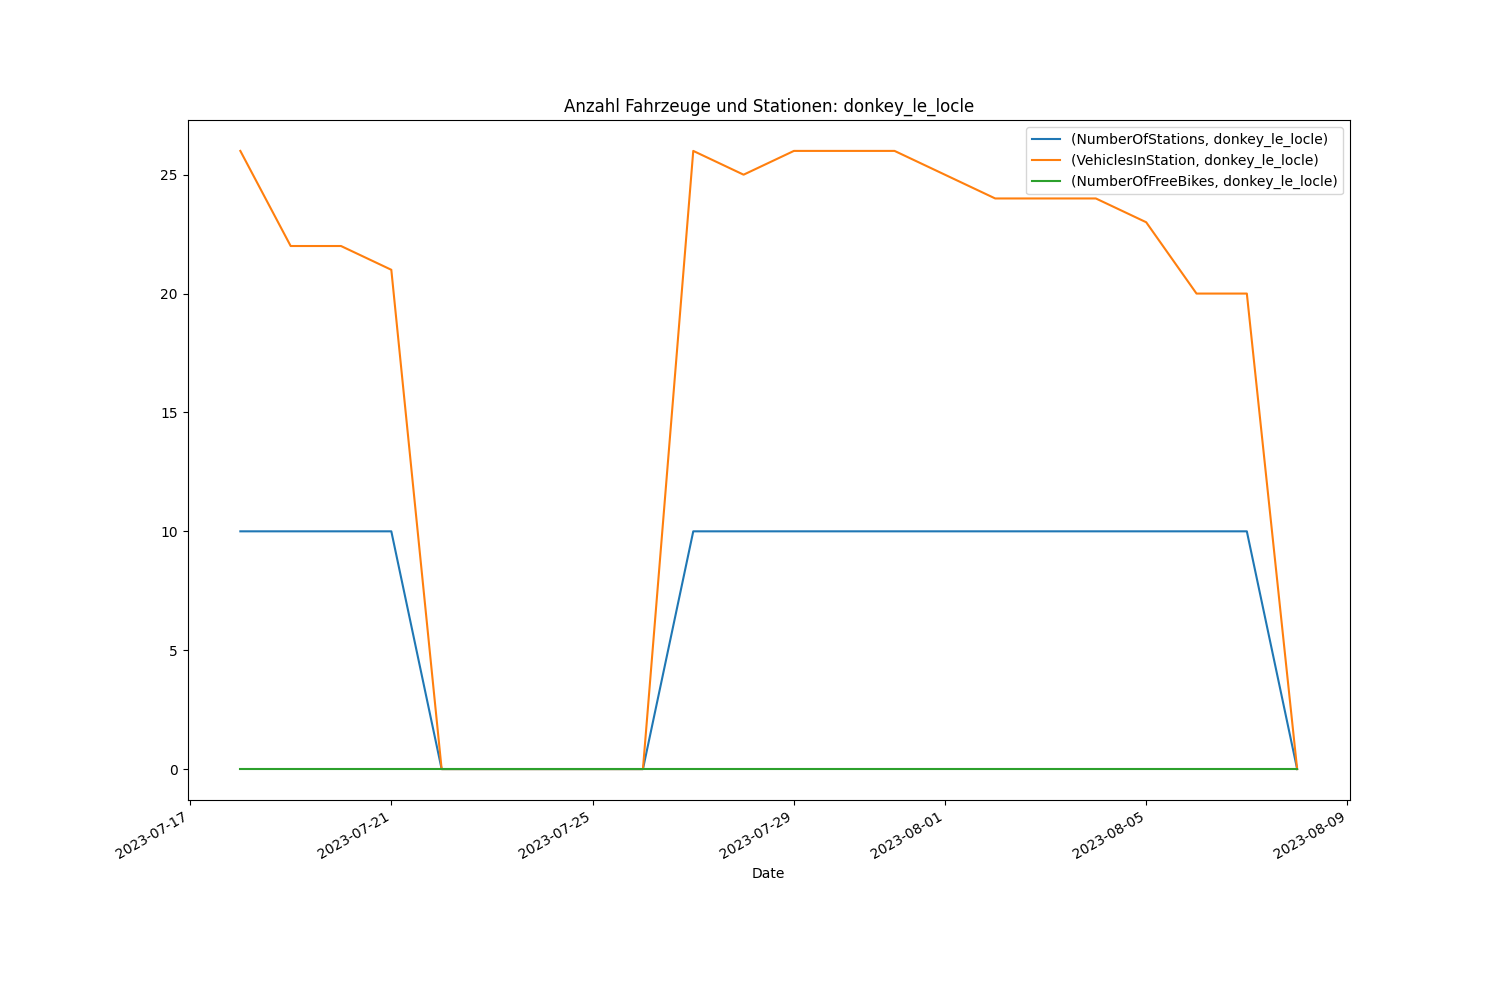 Anzahl Fahrzeuge und Stationen: donkey_le_locle
(NumberOfStations, donkey_le_locle)
(VehiclesInStation, donkey_le_locle)
(NumberOfFreeBikes, donkey_le_locle)
25
20
15
10
5
0
2023-07-17
2023-07-21
2023-07-25
2023-07-29
2023-08-01
2023-08-05
2023-08-09
Date